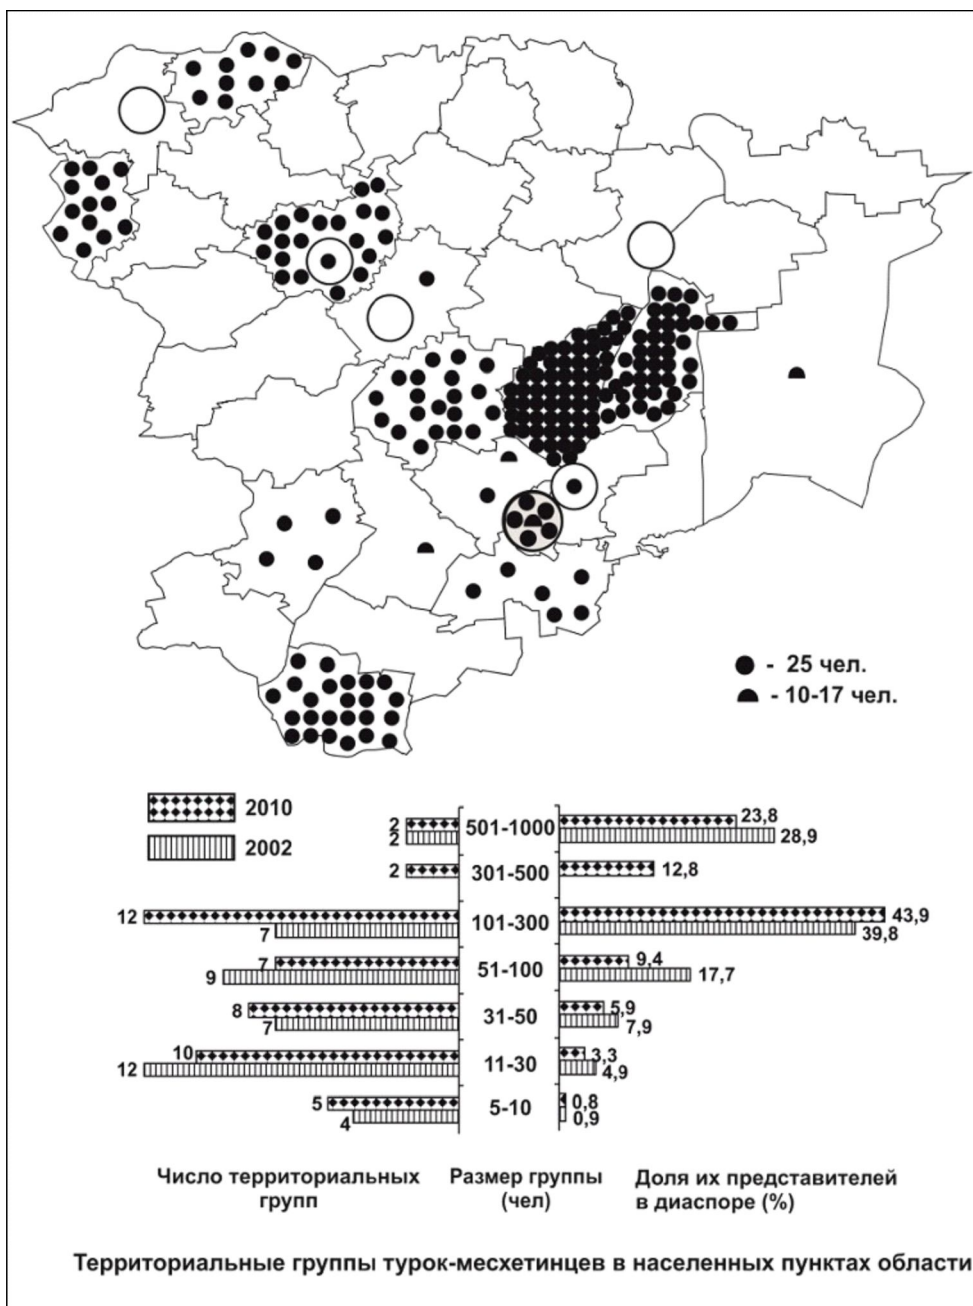 - 25 чел.
- 10-17 чел.
2010
2002
2 501-1000 23,8
2 28,9
2 301-500 12,8
12 101-300 43,9
7 39,8
7 51-100 9,4
9 17,7
8 31-50 5,9
7 7,9
10 11-30 3,3
12 4,9
5 5-10 0,8
4 0,9
Число территориальных
групп
Размер группы
(чел)
Доля их представителей
в диаспоре (%)
Территориальные группы турок-месхетинцев в населенных пунктах области